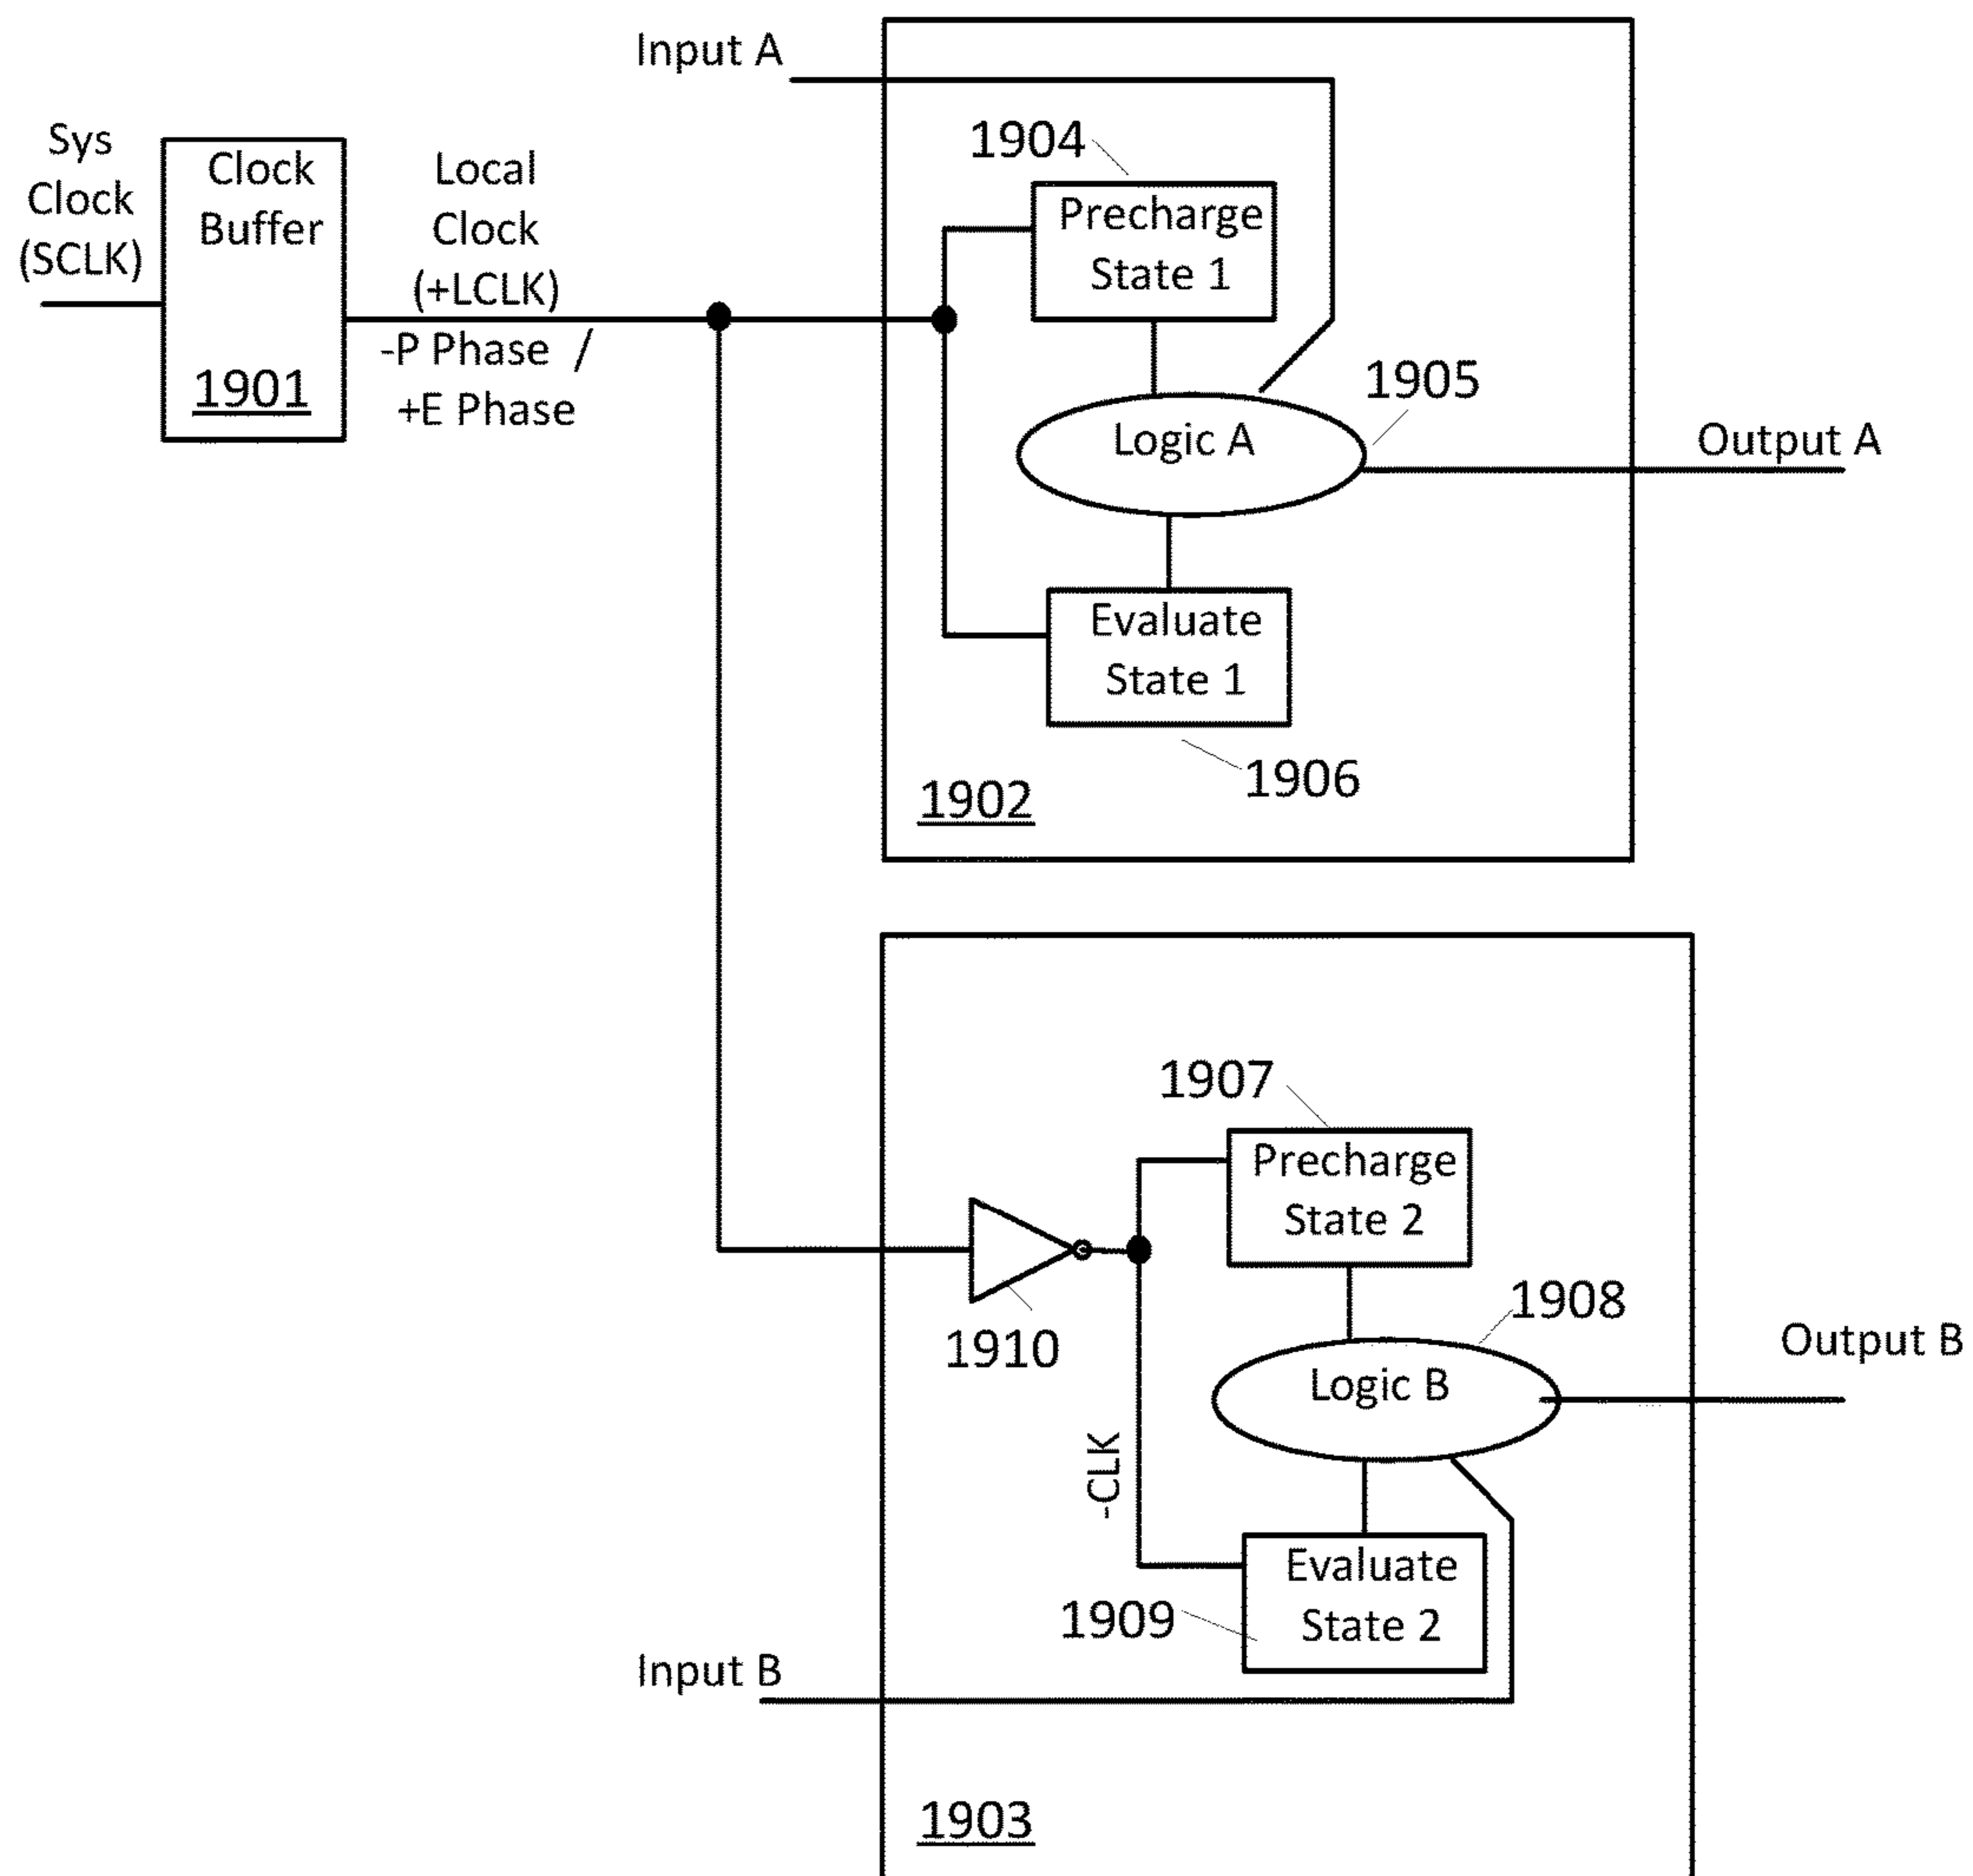 Input A
Sys
Clock
(SCLK)
Clock
Buffer
1901
Local
Clock
(+LCLK)
-P Phase /
+E Phase
1904
Precharge
State 1
1905
Logic A
Output A
Evaluate
State 1
1906
1902
1907
Precharge
State 2
1910
1908
Logic B
Output B
-CLK
Evaluate
State 2
1909
Input B
1903